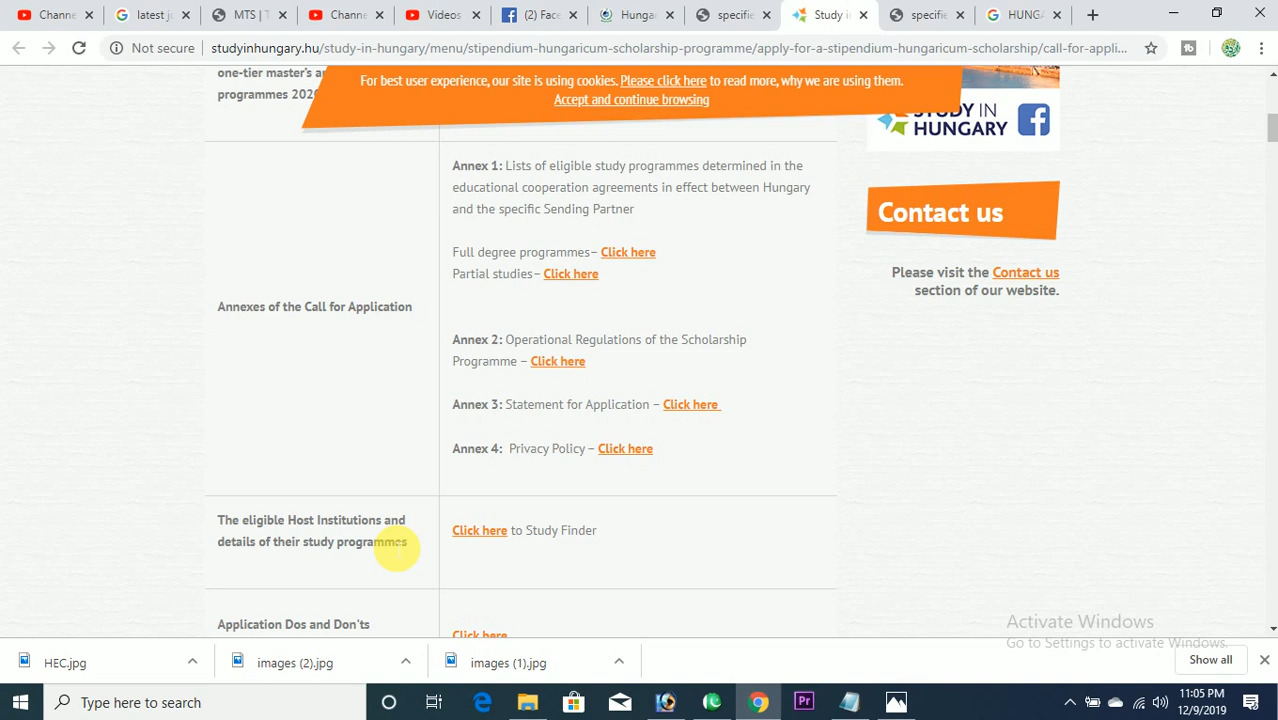 Channe
latest j
MTS | T
Channe
Videos
(2) Face
Hungar
specifie
Study in
specifie
HUNGA
Not secure
studyinhungary.hu/study-in-hungary/menu/stipendium-hungaricum-scholarship-programme/apply-for-a-stipendium-hungaricum-scholarship/call-for-appli...
one-tier master's a
programmes 2020
For best user experience, our site is using cookies. Please click here to read more, why we are using them.
Accept and continue browsing
STUDY IN
HUNGARY
Annex 1: Lists of eligible study programmes determined in the
educational cooperation agreements in effect between Hungary
and the specific Sending Partner
Contact us
Full degree programmes– Click here
Partial studies– Click here
Please visit the Contact us
section of our website.
Annexes of the Call for Application
Annex 2: Operational Regulations of the Scholarship
Programme – Click here
Annex 3: Statement for Application – Click here
Annex 4: Privacy Policy – Click here
The eligible Host Institutions and
details of their study programmes
Click here to Study Finder
Application Dos and Don'ts
Click here
Activate Windows
Go to Settings to activate Windows.
HEC.jpg
images (2).jpg
images (1).jpg
Show all
Type here to search
Pr
11:05 PM
12/9/2019